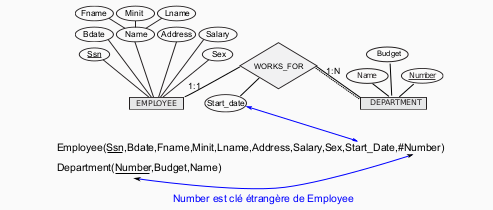 Fname Minit Lname
Bdate Name Address Salary
Ssn Sex
WORKS_FOR
Budget
Name Number
1:1 1:N
EMPLOYEE Start_date DEPARTMENT
Employee(Ssn,Bdate,Fname,Minit,Lname,Address,Salary,Sex,Start_Date,#Number)
Department(Number,Budget,Name)
Number est clé étrangère de Employee